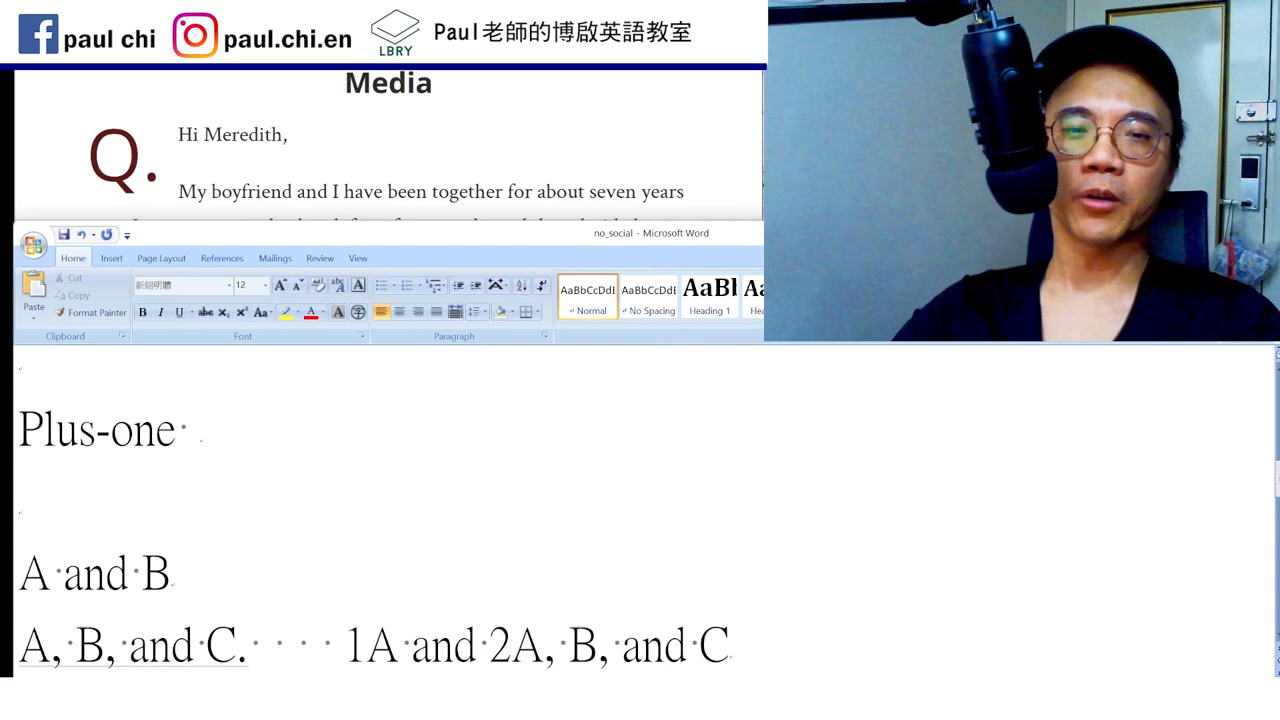 paul chi
paul.chi.en
LBRY
Paul老師的博啟英語教室
Media
Q.
Hi Meredith,
My boyfriend and I have been together for about seven years
no_social - Microsoft Word
Home Insert Page Layout References Mailings Review View
Paste
Cut
Copy
Format Painter
Clipboard
新細明體 12
Font
Paragraph
AaBbCcDdE AaBbCcDdE AaBb Aa
Normal No Spacing Heading 1 Hea
Plus-one
A and B
A, B, and C. 1A and 2A, B, and C